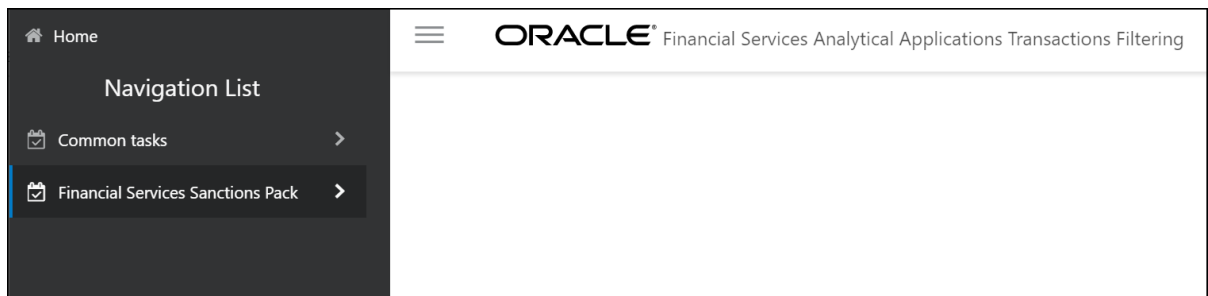 Home
ORACLE® Financial Services Analytical Applications Transactions Filtering
Navigation List
Common tasks
Financial Services Sanctions Pack